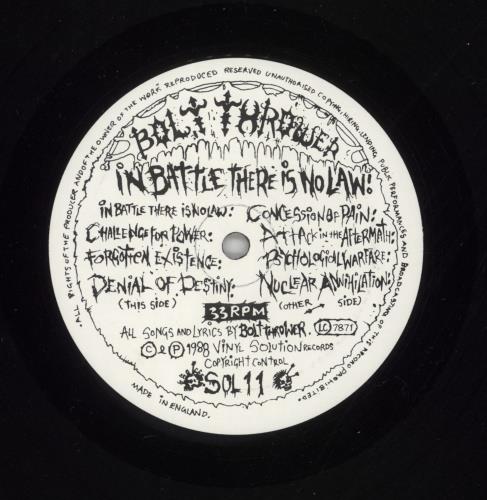 ALL RIGHTS OF THE PRODUCER AND OF THE OWNER OF THE WORK REPRODUCED RESERVED UNAUTHORISED COPYING, HIRING, LENDING, PUBLIC PERFORMANCES AND BROADCASTING OF THIS RECORD PROHIBITED.
BOLT THROWER
IN BATTLE THERE IS NO LAW!
IN BATTLE THERE IS NO LAW:
CHALLENGE FOR POWER:
FORGOTTEN EXISTENCE:
DENIAL OF DESTINY:
(THIS SIDE)
CONCESSION OF PAIN:
ATTACK IN THE AFTERMATH:
PSYCHOLOGICAL WARFARE:
NUCLEAR ANNIHILATION:
(OTHER SIDE)
33 RPM
ALL SONGS AND LYRICS BY BOLT THROWER. LC 7871
© & ℗ 1988 VINYL SOLUTION RECORDS
COPYRIGHT CONTROL
SOL 11
MADE IN ENGLAND.